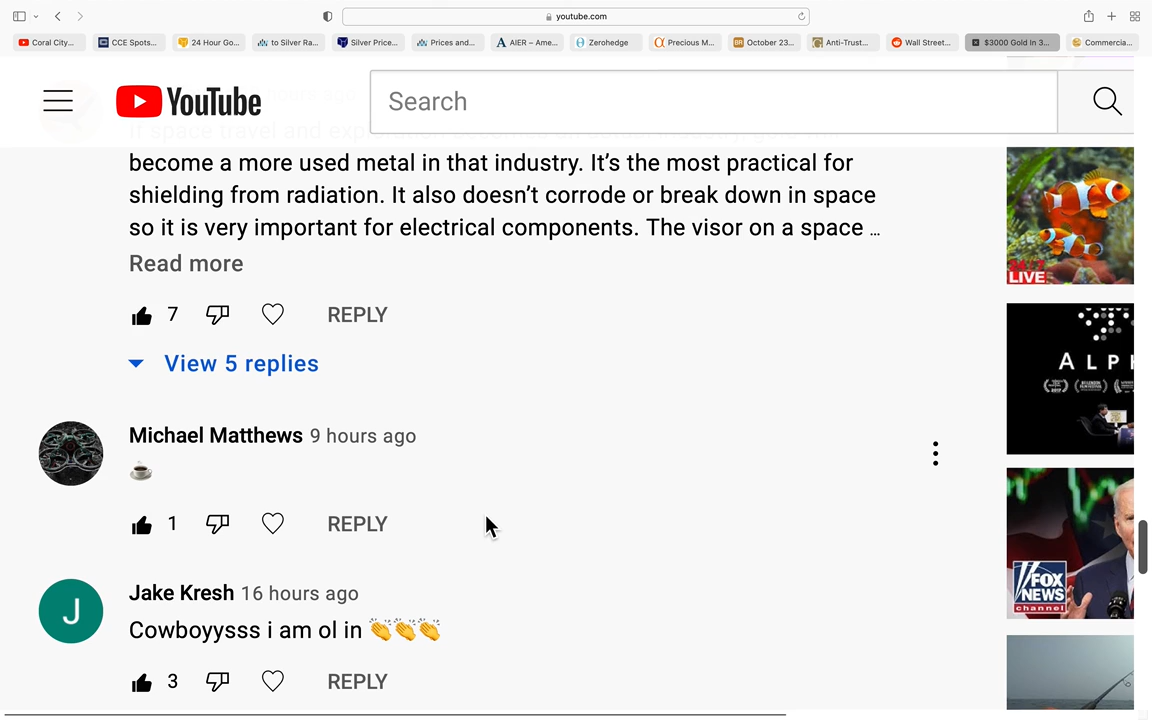 youtube.com
Coral City...
CCE Spots...
24 Hour Go...
to Silver Ra...
Silver Price...
Prices and...
AIER – Ame...
Zerohedge
Precious M...
October 23...
Anti-Trust...
Wall Street...
$3000 Gold In 3...
Commercia...
YouTube
Search
become a more used metal in that industry. It’s the most practical for
shielding from radiation. It also doesn’t corrode or break down in space
so it is very important for electrical components. The visor on a space ...
Read more
7 REPLY
View 5 replies
Michael Matthews 9 hours ago
☕
1 REPLY
Jake Kresh 16 hours ago
J
Cowboyysss i am ol in 👏👏👏
3 REPLY
LIVE
ALP
FOX
NEWS
channel